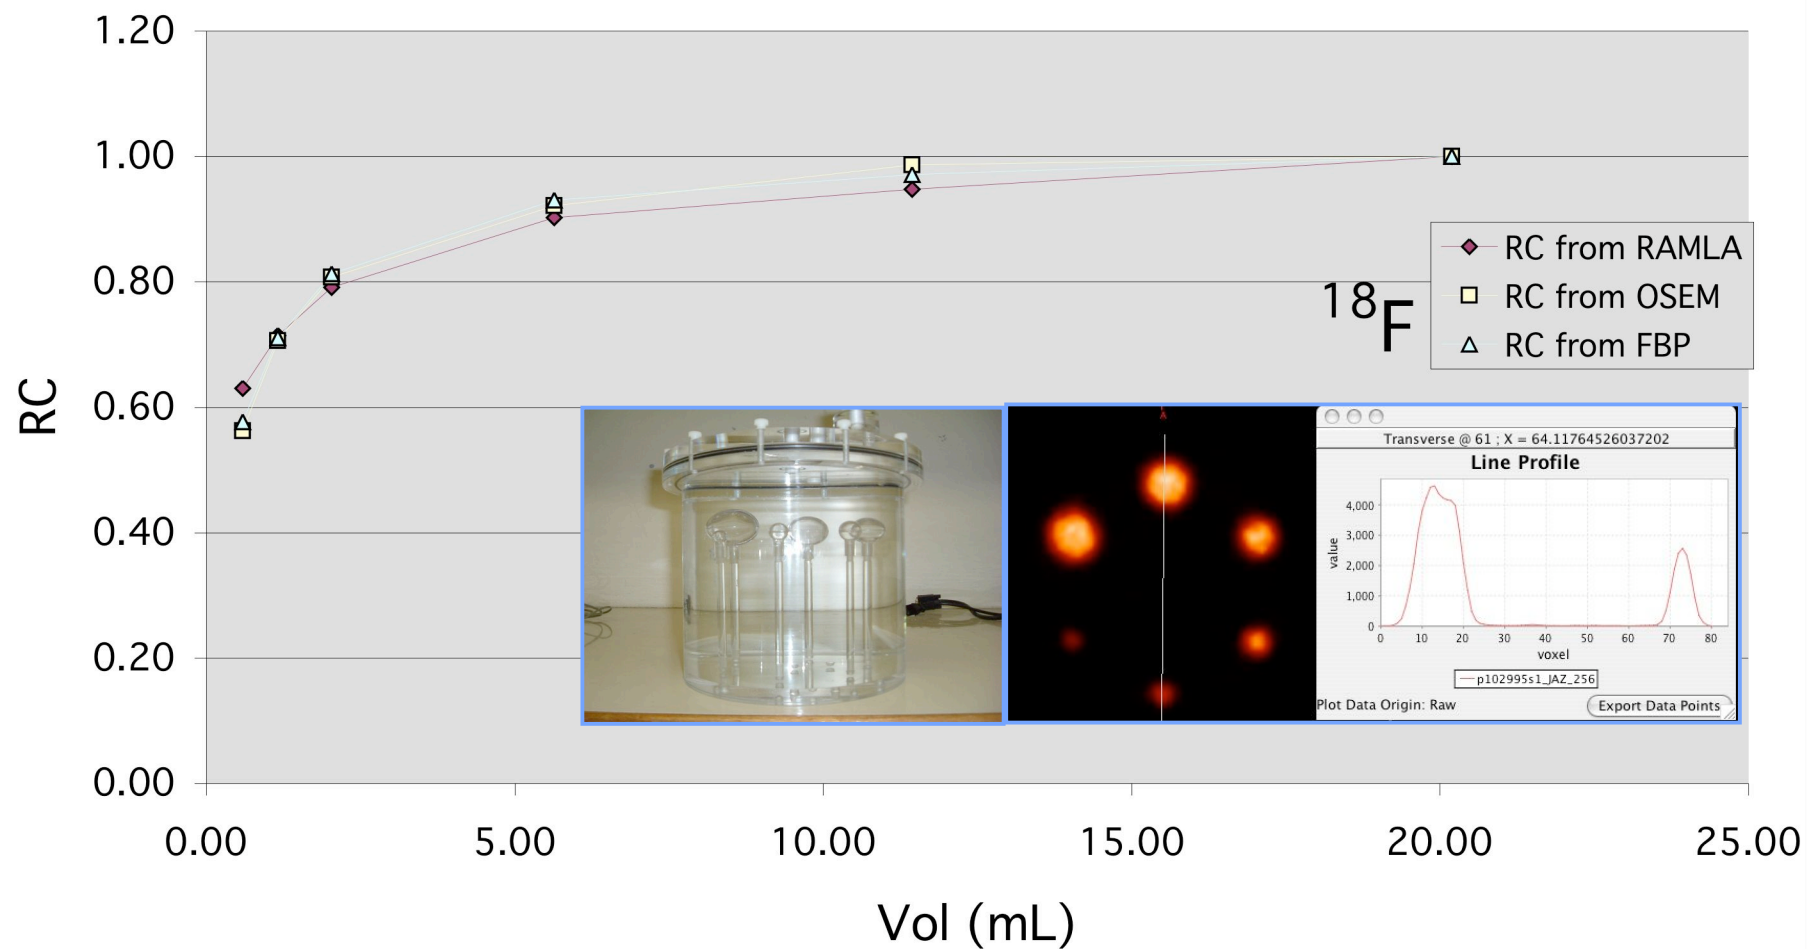 1.20
1.00
0.80
0.60
0.40
0.20
0.00
RC
0.00 5.00 10.00 15.00 20.00 25.00
Vol (mL)
18F
RC from RAMLA
RC from OSEM
RC from FBP
A
Transverse @ 61 ; X = 64.11764526037202
Line Profile
4,000
3,000
2,000
1,000
0
value
0 10 20 30 40 50 60 70 80
voxel
p102995s1_JAZ_256
Plot Data Origin: Raw
Export Data Points